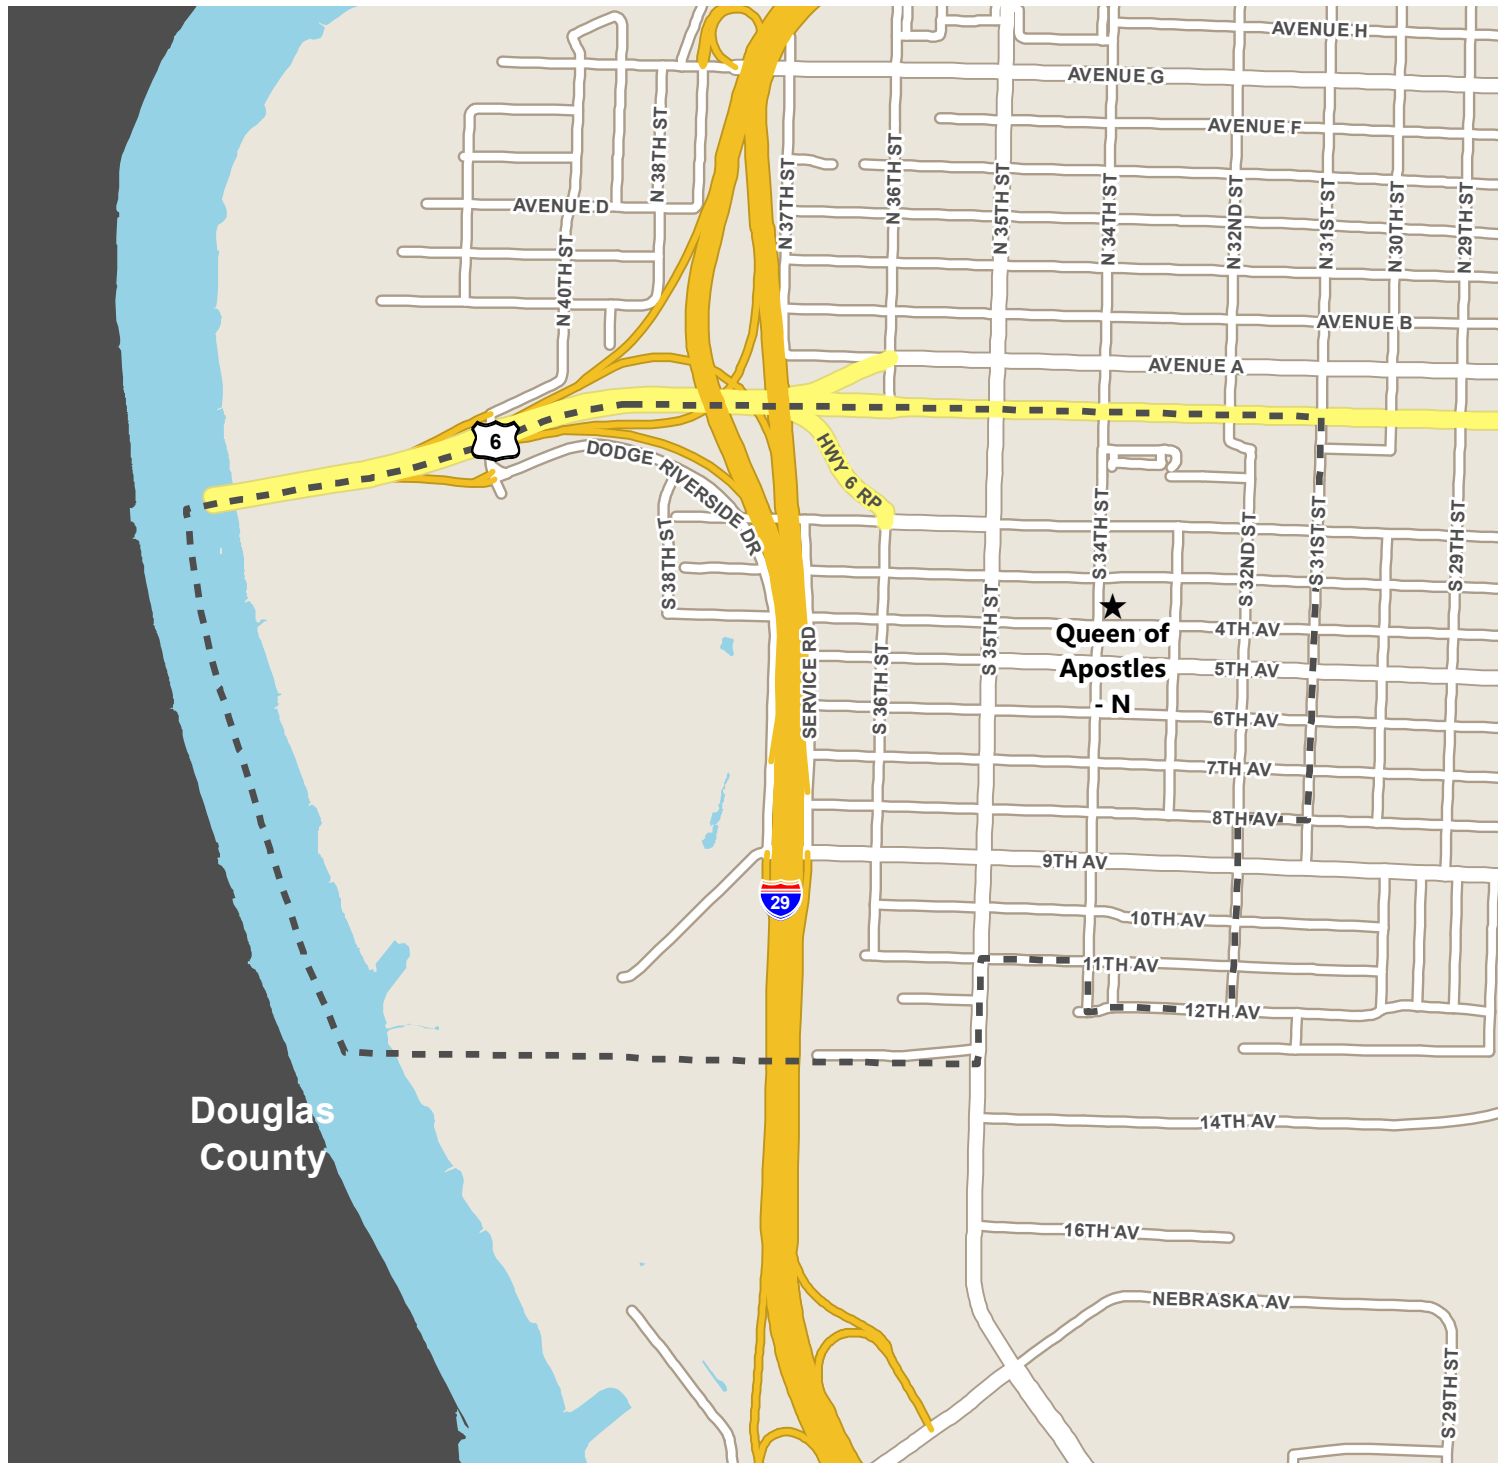 AVENUE H
AVENUE G
AVENUE F
N 38TH ST
N 36TH ST
N 37TH ST
N 35TH ST
N 34TH ST
N 32ND ST
N 31ST ST
N 30TH ST
N 29TH ST
AVENUE D
N 40TH ST
AVENUE B
AVENUE A
6
HWY 6 RP
DODGE RIVERSIDE DR
S 38TH ST
S 34TH ST
S 32ND ST
S 31ST ST
S 29TH ST
S 35TH ST
SERVICE RD
S 36TH ST
Queen of
Apostles
- N
4TH AV
5TH AV
6TH AV
7TH AV
8TH AV
9TH AV
29
10TH AV
11TH AV
12TH AV
Douglas
County
14TH AV
16TH AV
NEBRASKA AV
S 29TH ST